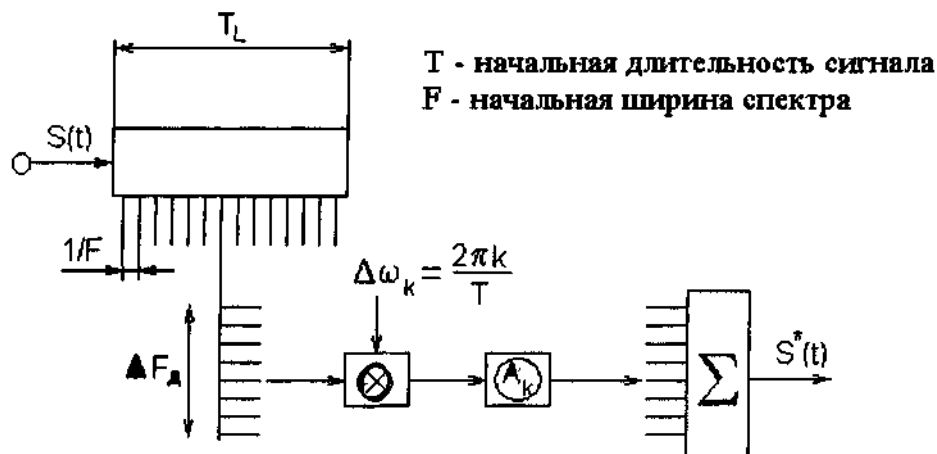 T_L
T - начальная длительность сигнала
F - начальная ширина спектра
S(t)
1/F
Δω_k = 2πk/T
▲F_д
A_k
Σ
S*(t)